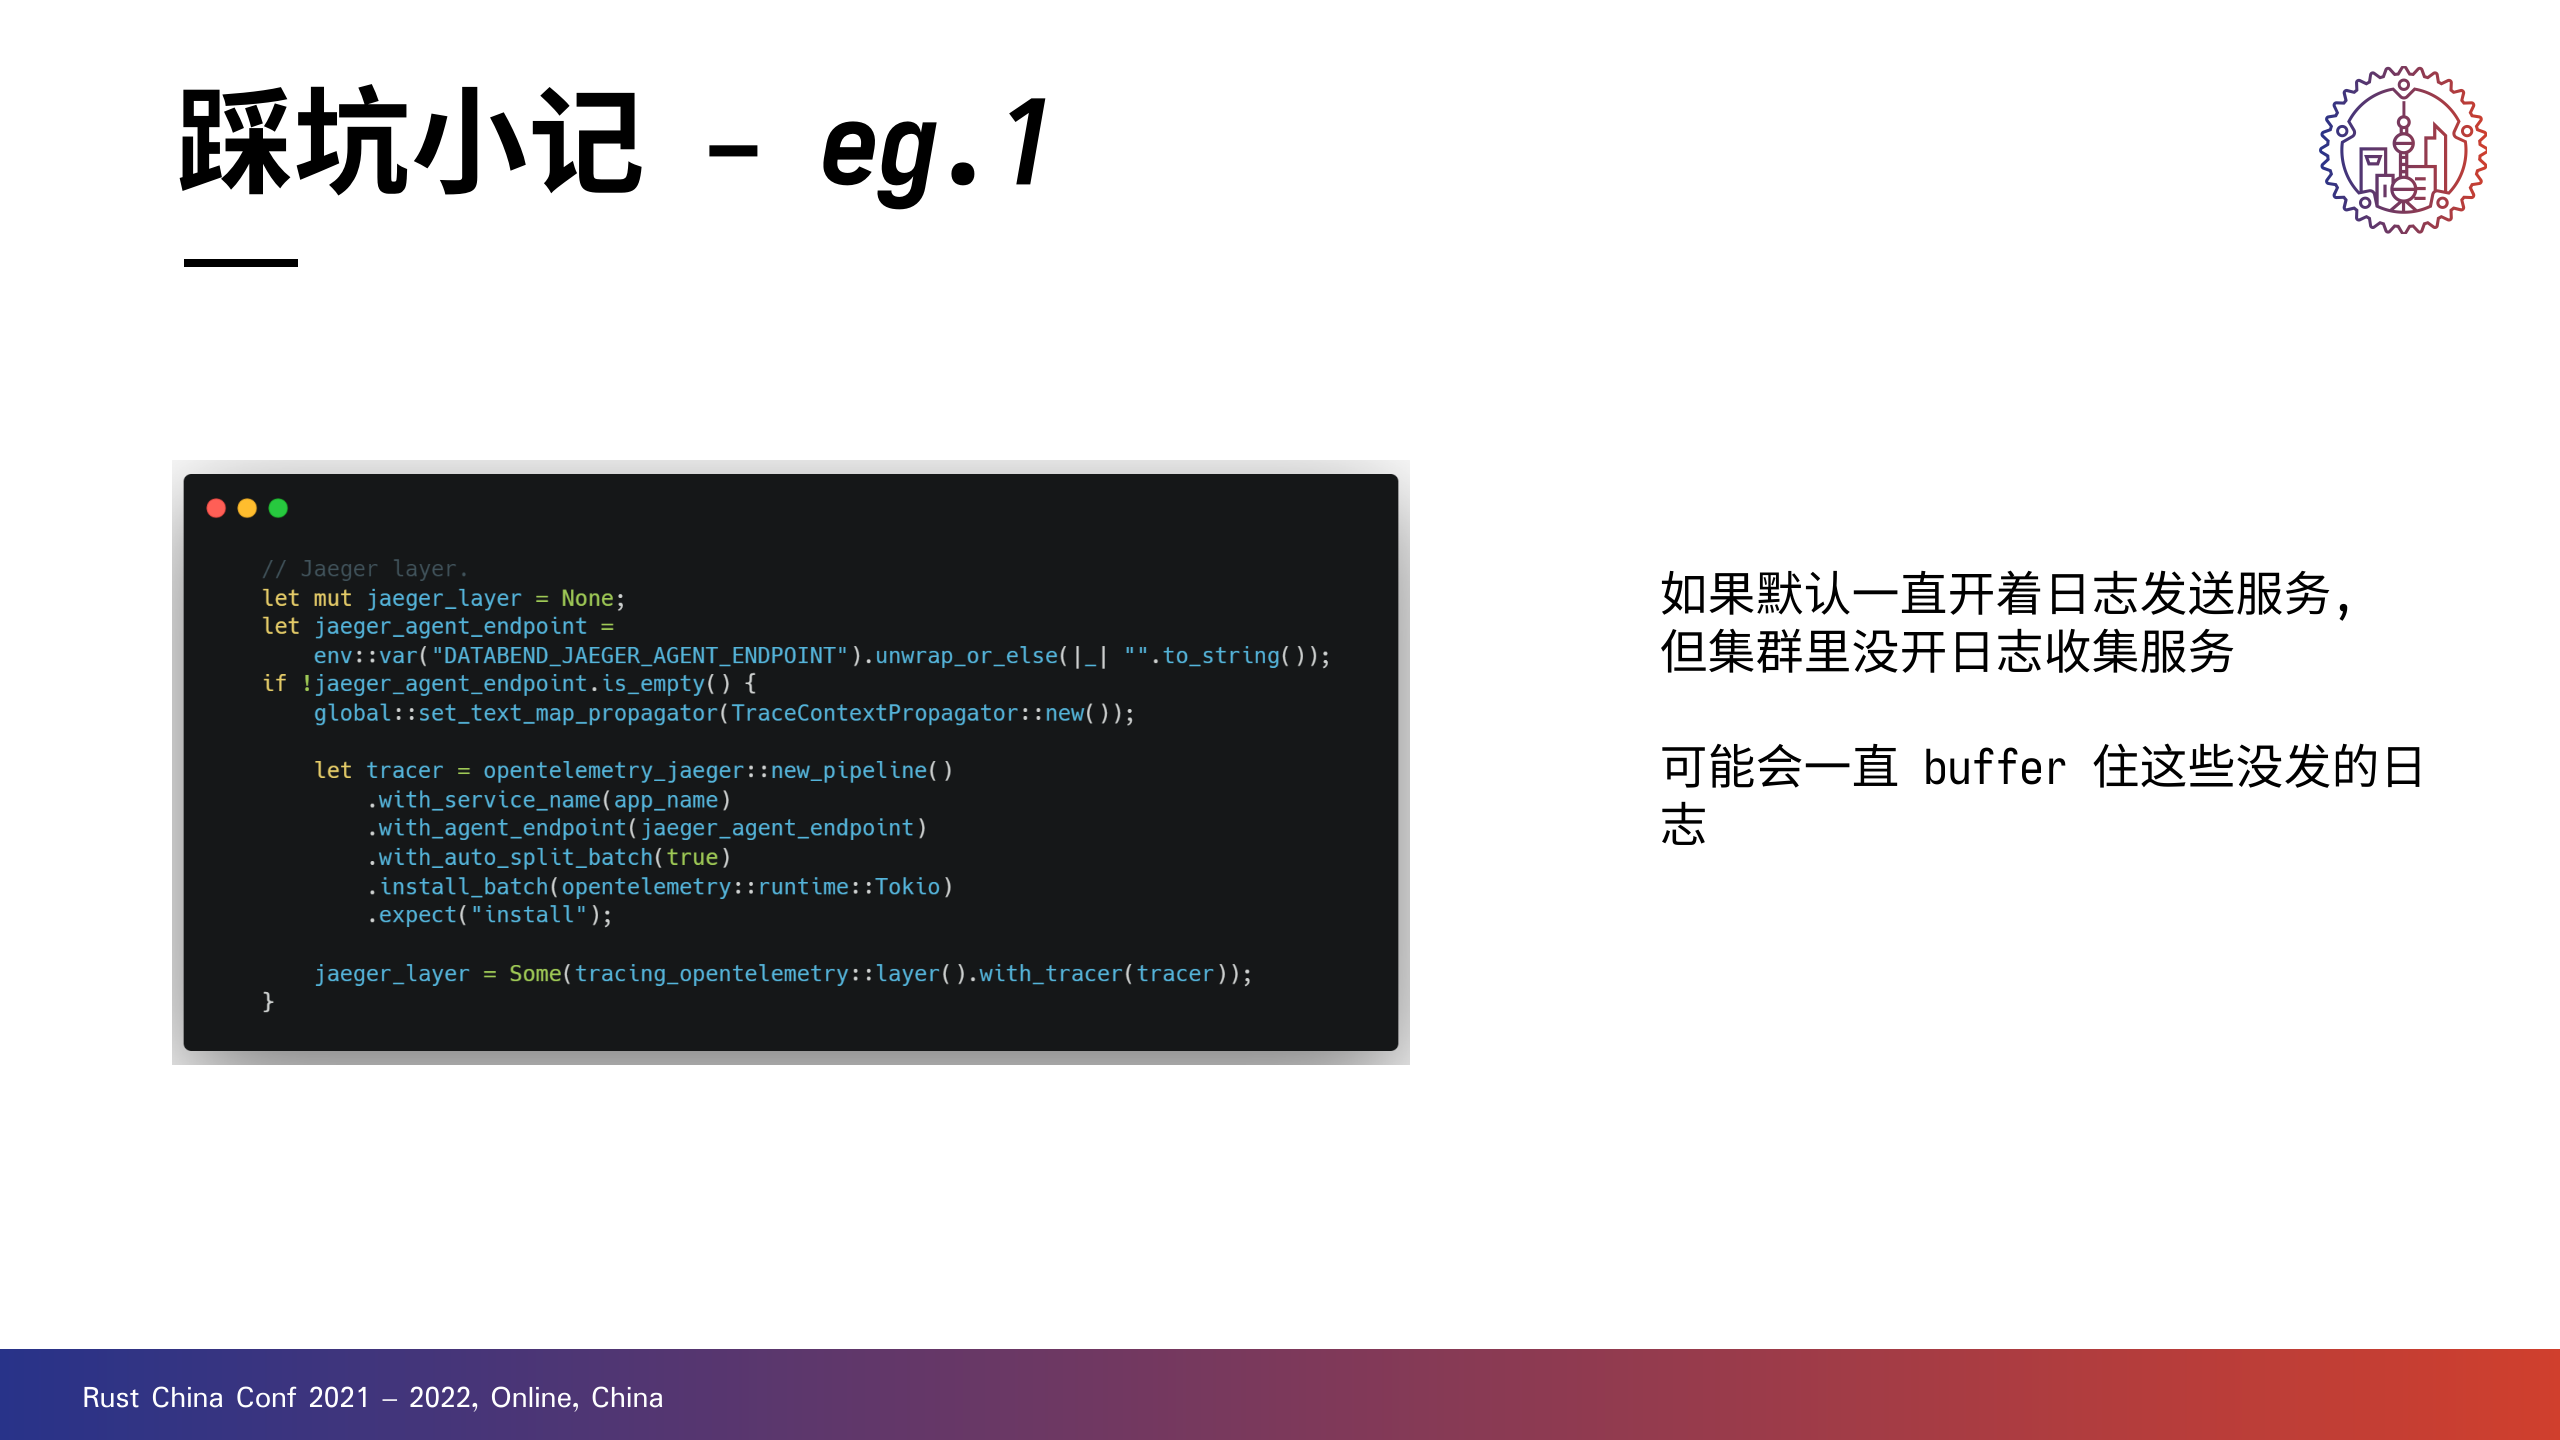 踩坑小记 – eg.1
// Jaeger layer.
let mut jaeger_layer = None;
let jaeger_agent_endpoint =
    env::var("DATABEND_JAEGER_AGENT_ENDPOINT").unwrap_or_else(|_| "".to_string());
if !jaeger_agent_endpoint.is_empty() {
    global::set_text_map_propagator(TraceContextPropagator::new());
    let tracer = opentelemetry_jaeger::new_pipeline()
        .with_service_name(app_name)
        .with_agent_endpoint(jaeger_agent_endpoint)
        .with_auto_split_batch(true)
        .install_batch(opentelemetry::runtime::Tokio)
        .expect("install");
    jaeger_layer = Some(tracing_opentelemetry::layer().with_tracer(tracer));
}
如果默认一直开着日志发送服务,
但集群里没开日志收集服务
可能会一直 buffer 住这些没发的日
志
Rust China Conf 2021 – 2022, Online, China